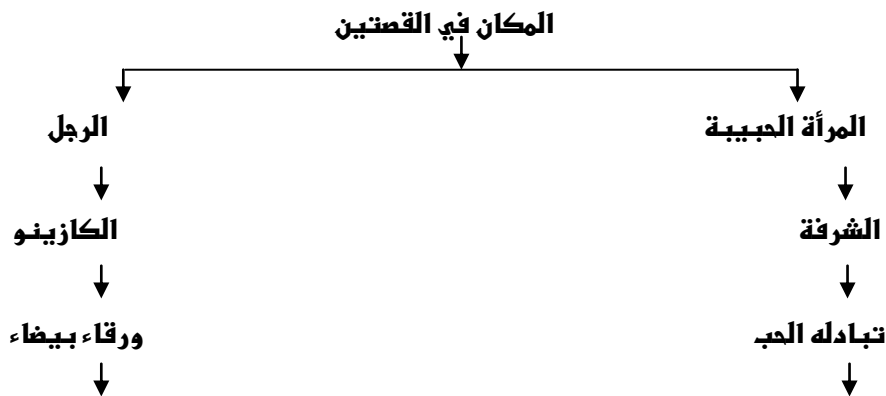 المكان في القصتين
المرأة الحبيبة
الرجل
الشرفة
الكازينو
تبادله الحب
ورقاء بيضاء